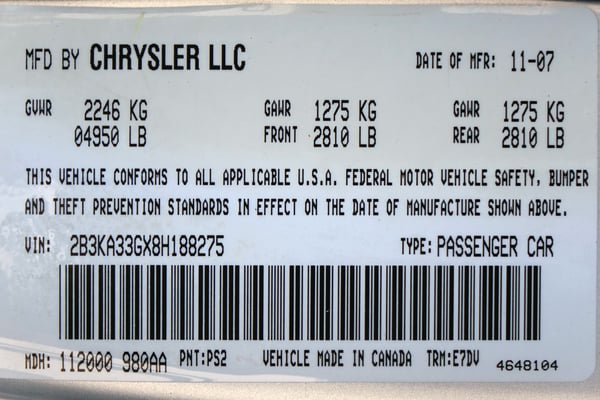 MFD BY CHRYSLER LLC DATE OF MFR: 11-07
GVWR 2246 KG GAWR 1275 KG GAWR 1275 KG
04950 LB FRONT 2810 LB REAR 2810 LB
THIS VEHICLE CONFORMS TO ALL APPLICABLE U.S.A. FEDERAL MOTOR VEHICLE SAFETY, BUMPER
AND THEFT PREVENTION STANDARDS IN EFFECT ON THE DATE OF MANUFACTURE SHOWN ABOVE.
VIN: 2B3KA33GX8H188275 TYPE: PASSENGER CAR
MDH: 112000 980AA PNT:PS2 VEHICLE MADE IN CANADA TRM:E7DV 4648104